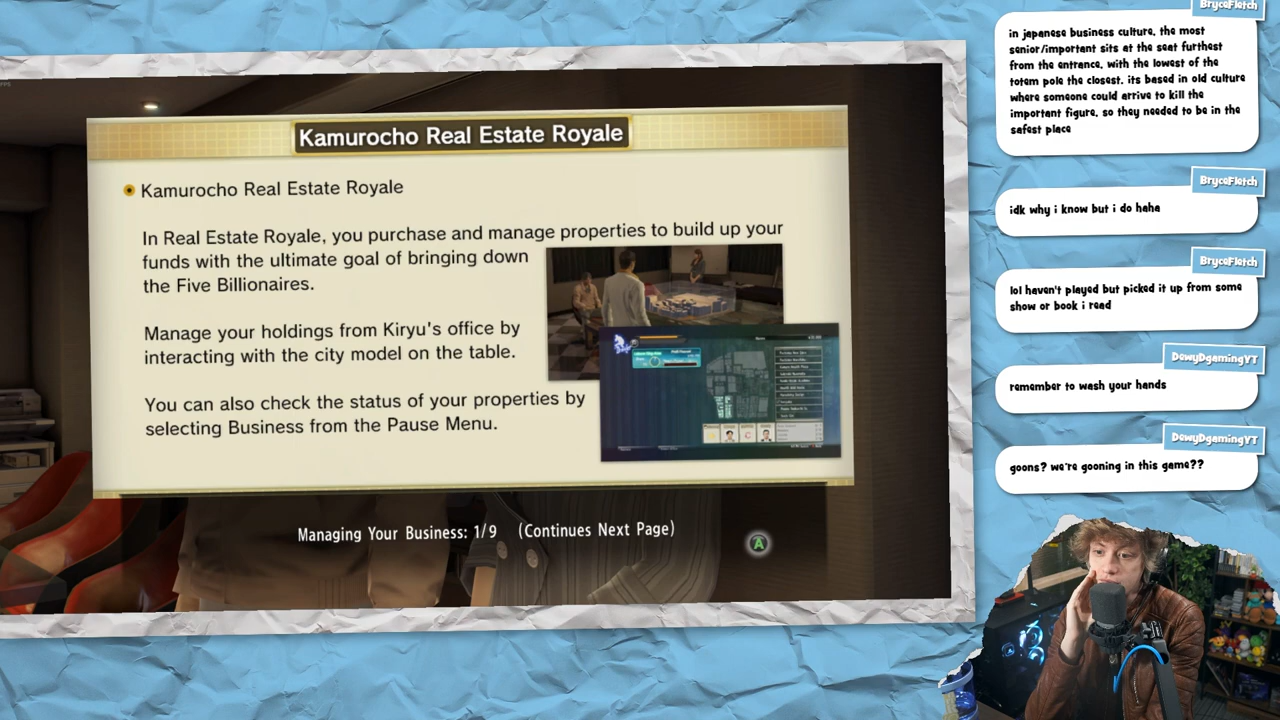 Kamurocho Real Estate Royale
Kamurocho Real Estate Royale
In Real Estate Royale, you purchase and manage properties to build up your
funds with the ultimate goal of bringing down
the Five Billionaires.
Manage your holdings from Kiryu's office by
interacting with the city model on the table.
You can also check the status of your properties by
selecting Business from the Pause Menu.
Managing Your Business: 1/9 (Continues Next Page)
A
BryceFletch
in japanese business culture, the most
senior/important sits at the seat furthest
from the entrance, with the lowest of the
totem pole the closest. its based in old culture
where someone could arrive to kill the
important figure, so they needed to be in the
safest place
BryceFletch
idk why i know but i do haha
BryceFletch
lol haven't played but picked it up from some
show or book i read
DewyDgamingYT
remember to wash your hands
DewyDgamingYT
goons? we're gooning in this game??